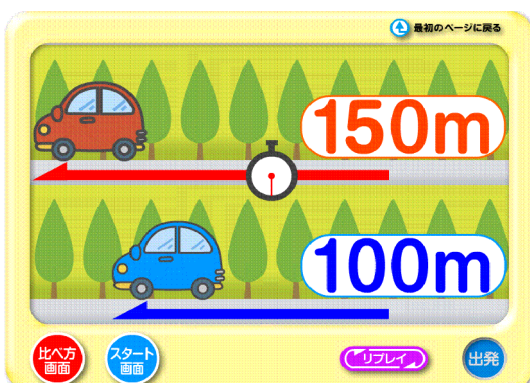 最初のページに戻る
150m
100m
比べ方
画面
スタート
画面
リプレイ
出発